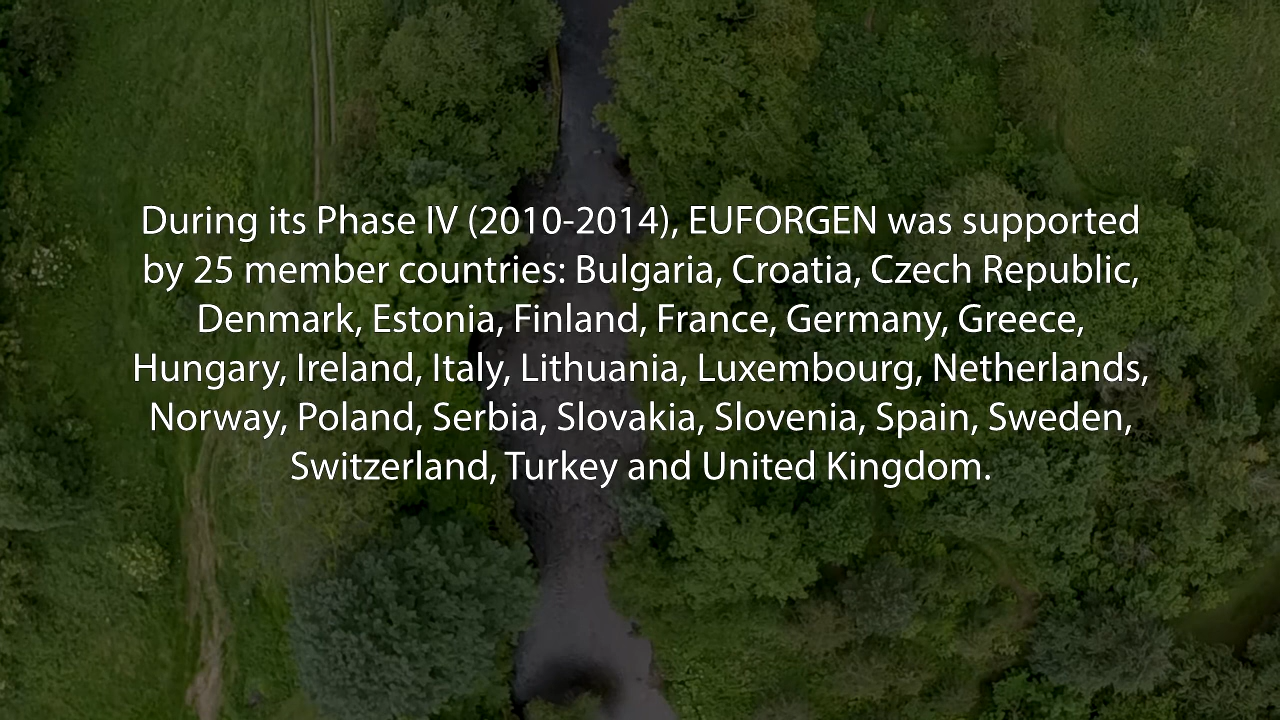 During its Phase IV (2010-2014), EUFORGEN was supported
by 25 member countries: Bulgaria, Croatia, Czech Republic,
Denmark, Estonia, Finland, France, Germany, Greece,
Hungary, Ireland, Italy, Lithuania, Luxembourg, Netherlands,
Norway, Poland, Serbia, Slovakia, Slovenia, Spain, Sweden,
Switzerland, Turkey and United Kingdom.